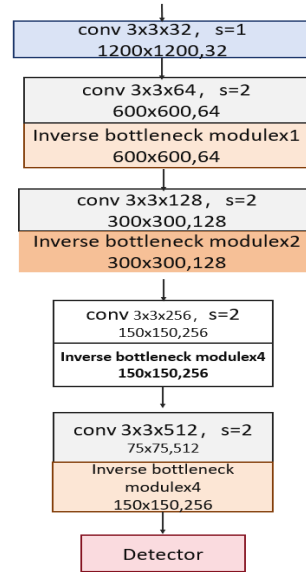 conv 3x3x32, s=1
1200x1200,32
conv 3x3x64, s=2
600x600,64
Inverse bottleneck modulex1
600x600,64
conv 3x3x128, s=2
300x300,128
Inverse bottleneck modulex2
300x300,128
conv 3x3x256, s=2
150x150,256
Inverse bottleneck modulex4
150x150,256
conv 3x3x512, s=2
75x75,512
Inverse bottleneck
modulex4
150x150,256
Detector